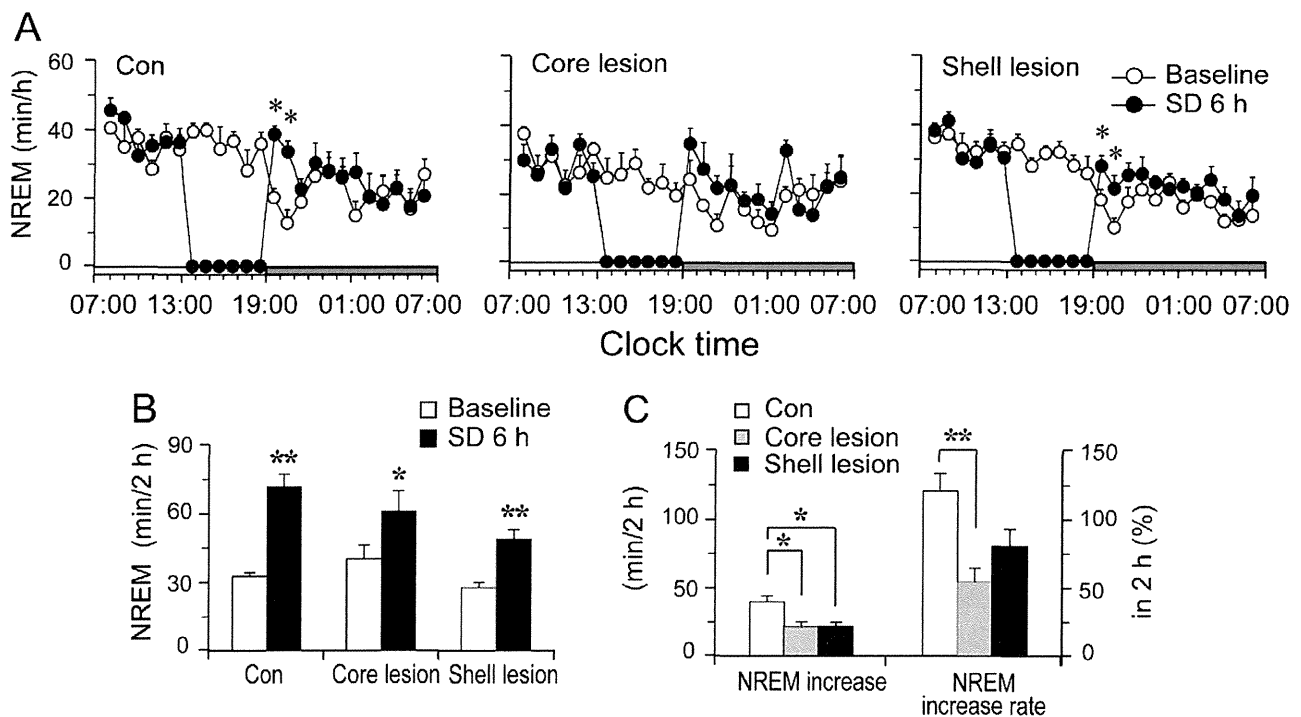 A
NREM (min/h)
60
40
20
0
Con
* *
07:00 13:00 19:00 01:00 07:00
Core lesion
07:00 13:00 19:00 01:00 07:00
Shell lesion
* *
Baseline
SD 6 h
07:00 13:00 19:00 01:00 07:00
Clock time
B
Baseline
SD 6 h
NREM (min/2 h)
90
60
30
0
** * **
Con Core lesion Shell lesion
C
Con
Core lesion
Shell lesion
(min/2 h)
150
100
50
0
*
*
**
150
100
50
0
in 2 h (%)
NREM increase
NREM
increase rate